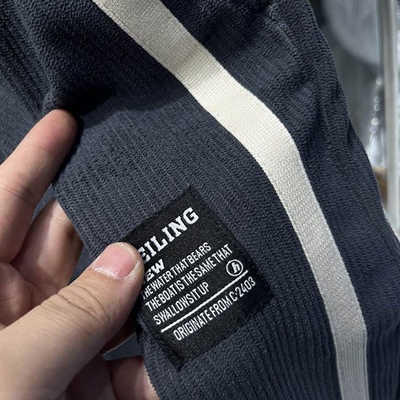 EILING
EW
THE WATER THAT BEARS
THE BOAT IS THE SAME THAT
SWALLOWS IT UP
ORIGINATE FROM C-2403